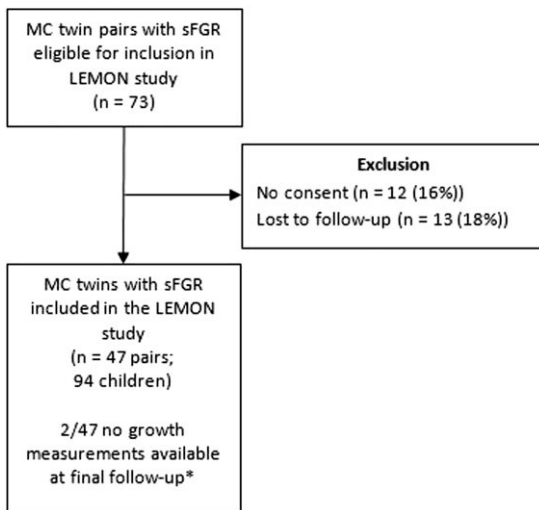 MC twin pairs with sFGR
eligible for inclusion in
LEMON study
(n = 73)
Exclusion
No consent (n = 12 (16%))
Lost to follow-up (n = 13 (18%))
MC twins with sFGR
included in the LEMON
study
(n = 47 pairs;
94 children)
2/47 no growth
measurements available
at final follow-up*